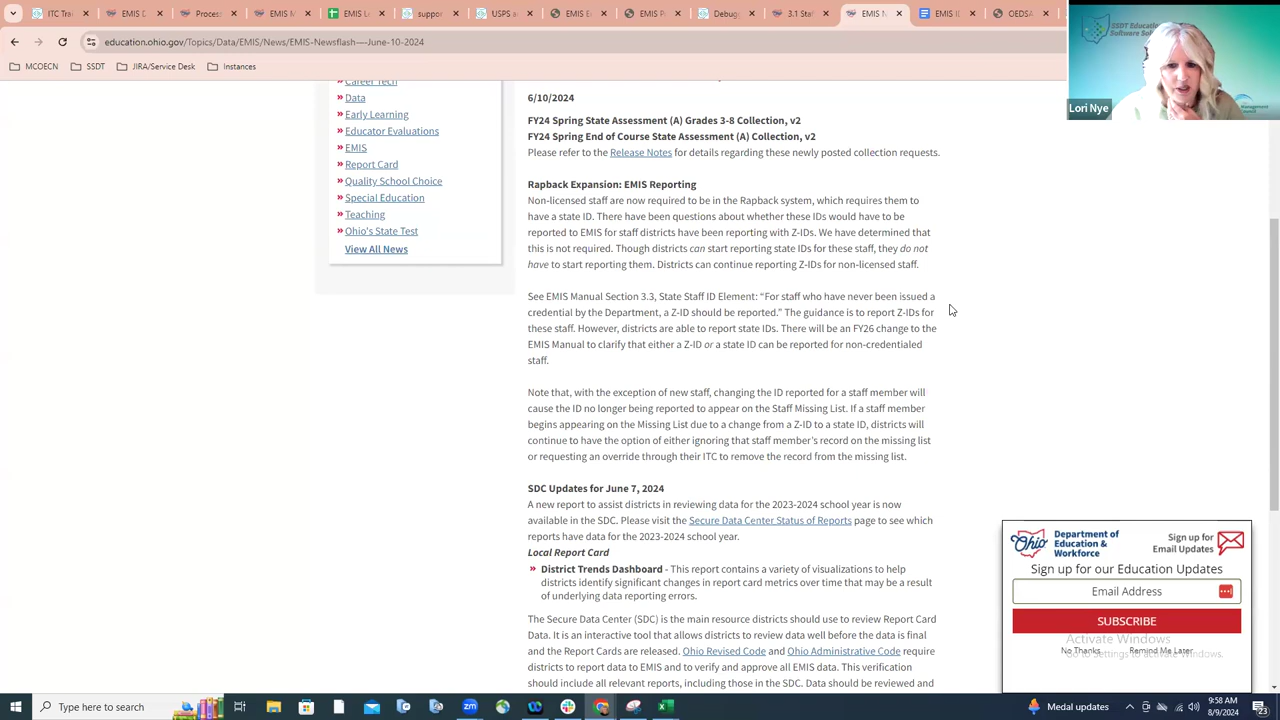 ITC
SSDT
Proces
USPS
Debug
3.1 Stat
EMIS N
EMIS ID
OEDSA
education.ohio.gov/Topics/Data/EMIS/News/EMIS-Newsflash-—June-10-2024
MCOECN
SSDT
JIRA/Service Desk
Instances
SSDT Education
Software Sol
Management
Council
Lori Nye
Career Tech
Data
Early Learning
Educator Evaluations
EMIS
Report Card
Quality School Choice
Special Education
Teaching
Ohio's State Test
View All News
6/10/2024
FY24 Spring State Assessment (A) Grades 3-8 Collection, v2
FY24 Spring End of Course State Assessment (A) Collection, v2
Please refer to the Release Notes for details regarding these newly posted collection requests.
Rapback Expansion: EMIS Reporting
Non-licensed staff are now required to be in the Rapback system, which requires them to
have a state ID. There have been questions about whether these IDs would have to be
reported to EMIS for staff districts have been reporting with Z-IDs. We have determined that
this is not required. Though districts can start reporting state IDs for these staff, they do not
have to start reporting them. Districts can continue reporting Z-IDs for non-licensed staff.
See EMIS Manual Section 3.3, State Staff ID Element: “For staff who have never been issued a
credential by the Department, a Z-ID should be reported.” The guidance is to report Z-IDs for
these staff. However, districts are able to report state IDs. There will be an FY26 change to the
EMIS Manual to clarify that either a Z-ID or a state ID can be reported for non-credentialed
staff.
Note that, with the exception of new staff, changing the ID reported for a staff member will
cause the ID no longer being reported to appear on the Staff Missing List. If a staff member
begins appearing on the Missing List due to a change from a Z-ID to a state ID, districts will
continue to have the option of either ignoring that staff member's record on the missing list
or requesting an override through their ITC to remove the record from the missing list.
SDC Updates for June 7, 2024
A new report to assist districts in reviewing data for the 2023-2024 school year is now
available in the SDC. Please visit the Secure Data Center Status of Reports page to see which
reports have data for the 2023-2024 school year.
Local Report Card
District Trends Dashboard - This report contains a variety of visualizations to help
districts identify significant changes in report card metrics over time that may be a result
of underlying data reporting errors.
The Secure Data Center (SDC) is the main resource districts should use to review Report Card
Data. It is an interactive tool that allows districts to review data well before the data is final
and the Report Cards are released. Ohio Revised Code and Ohio Administrative Code require
districts to report data to EMIS and to verify and approve all EMIS data. This verification
should include all relevant reports, including those in the SDC. Data should be reviewed and
Ohio
Department of
Education &
Workforce
Sign up for
Email Updates
Sign up for our Education Updates
Email Address
SUBSCRIBE
No Thanks
Remind Me Later
Activate Windows
Go to Settings to activate Windows.
Type here to search
Medal updates
9:58 AM
8/9/2024
23